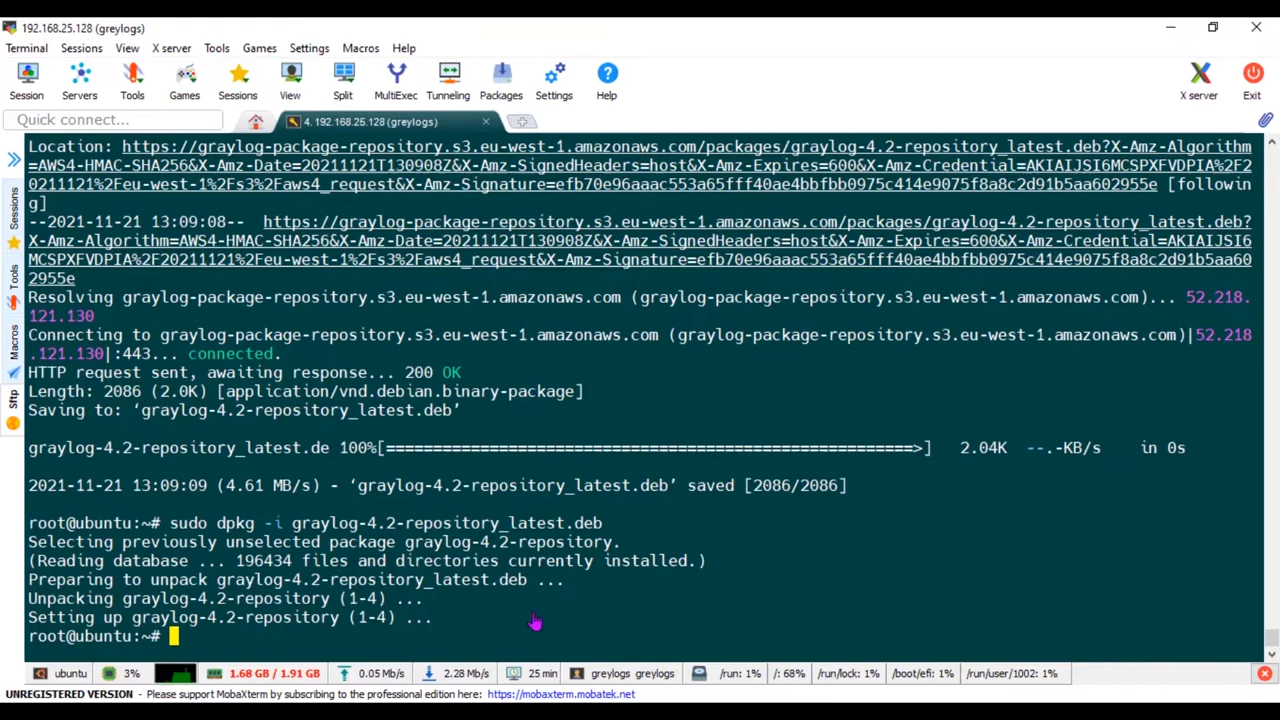 192.168.25.128 (greylogs)
Terminal Sessions View X server Tools Games Settings Macros Help
Session Servers Tools Games Sessions View Split MultiExec Tunneling Packages Settings Help X server Exit
Quick connect... 4. 192.168.25.128 (greylogs)
Location: https://graylog-package-repository.s3.eu-west-1.amazonaws.com/packages/graylog-4.2-repository_latest.deb?X-Amz-Algorithm
=AWS4-HMAC-SHA256&X-Amz-Date=20211121T130908Z&X-Amz-SignedHeaders=host&X-Amz-Expires=600&X-Amz-Credential=AKIAIJSI6MCSPXFVDPIA%2F2
0211121%2Feu-west-1%2Fs3%2Faws4_request&X-Amz-Signature=efb70e96aaac553a65fff40ae4bbfbb0975c414e9075f8a8c2d91b5aa602955e [followin
g]
--2021-11-21 13:09:08-- https://graylog-package-repository.s3.eu-west-1.amazonaws.com/packages/graylog-4.2-repository_latest.deb?
X-Amz-Algorithm=AWS4-HMAC-SHA256&X-Amz-Date=20211121T130908Z&X-Amz-SignedHeaders=host&X-Amz-Expires=600&X-Amz-Credential=AKIAIJSI6
MCSPXFVDPIA%2F20211121%2Feu-west-1%2Fs3%2Faws4_request&X-Amz-Signature=efb70e96aaac553a65fff40ae4bbfbb0975c414e9075f8a8c2d91b5aa60
2955e
Resolving graylog-package-repository.s3.eu-west-1.amazonaws.com (graylog-package-repository.s3.eu-west-1.amazonaws.com)... 52.218.
121.130
Connecting to graylog-package-repository.s3.eu-west-1.amazonaws.com (graylog-package-repository.s3.eu-west-1.amazonaws.com)|52.218
.121.130|:443... connected.
HTTP request sent, awaiting response... 200 OK
Length: 2086 (2.0K) [application/vnd.debian.binary-package]
Saving to: ‘graylog-4.2-repository_latest.deb’
graylog-4.2-repository_latest.de 100%[=======================================================>] 2.04K --.-KB/s in 0s
2021-11-21 13:09:09 (4.61 MB/s) - ‘graylog-4.2-repository_latest.deb’ saved [2086/2086]
root@ubuntu:~# sudo dpkg -i graylog-4.2-repository_latest.deb
Selecting previously unselected package graylog-4.2-repository.
(Reading database ... 196434 files and directories currently installed.)
Preparing to unpack graylog-4.2-repository_latest.deb ...
Unpacking graylog-4.2-repository (1-4) ...
Setting up graylog-4.2-repository (1-4) ...
root@ubuntu:~#
Sessions
Tools
Macros
Sftp
ubuntu 3% 1.68 GB / 1.91 GB 0.05 Mb/s 2.28 Mb/s 25 min greylogs greylogs /run: 1% /: 68% /run/lock: 1% /boot/efi: 1% /run/user/1002: 1%
UNREGISTERED VERSION - Please support MobaXterm by subscribing to the professional edition here: https://mobaxterm.mobatek.net